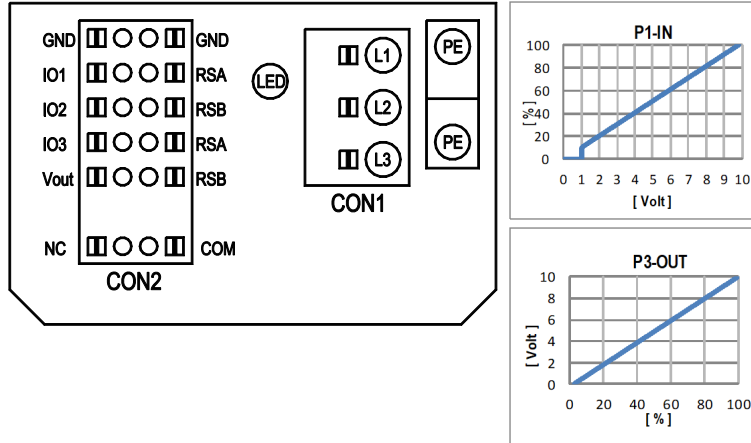 GND GND
IO1 RSA
IO2 RSB
IO3 RSA
Vout RSB
NC COM
CON2
LED
L1
L2
L3
CON1
PE
PE
P1-IN
[ % ]
100
80
60
40
20
0
0 1 2 3 4 5 6 7 8 9 10
[ Volt ]
P3-OUT
[ Volt ]
10
8
6
4
2
0
0 20 40 60 80 100
[ % ]